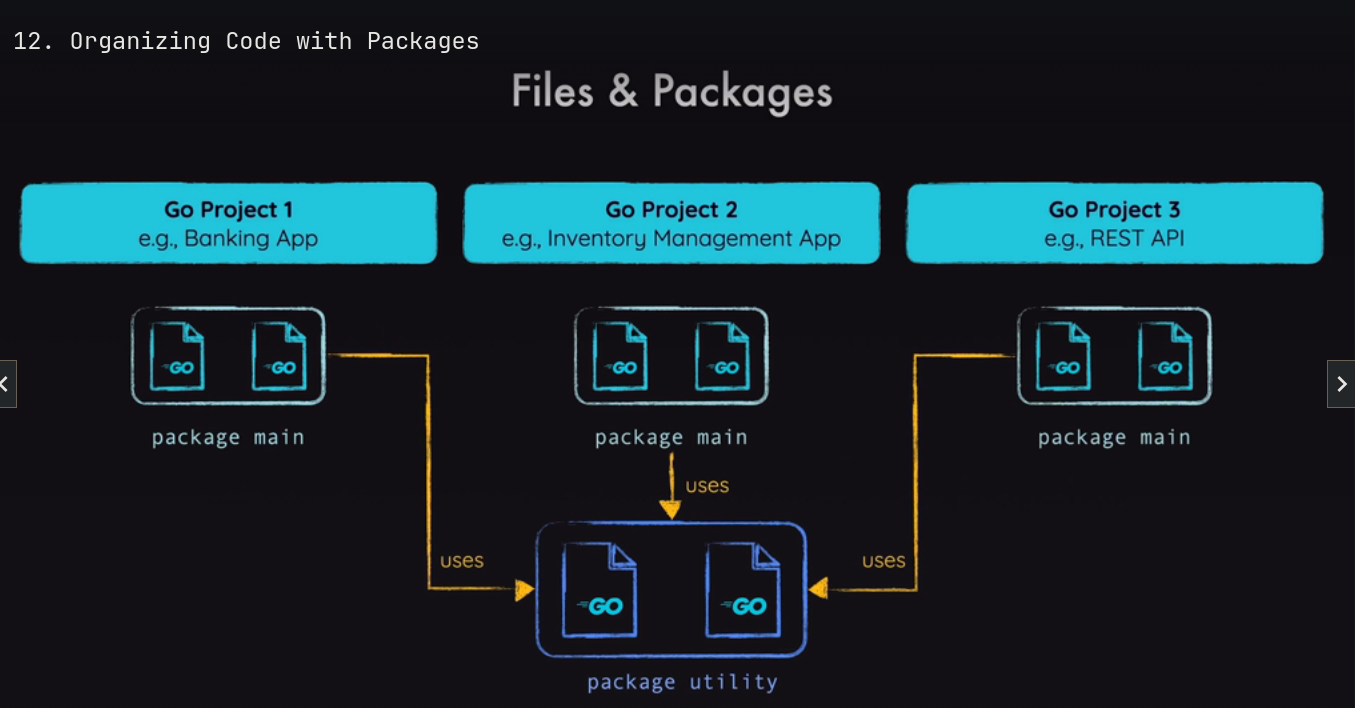 12. Organizing Code with Packages
Files & Packages
Go Project 1
e.g., Banking App
Go Project 2
e.g., Inventory Management App
Go Project 3
e.g., REST API
GO GO
package main
GO GO
package main
GO GO
package main
uses
uses
uses
GO GO
package utility